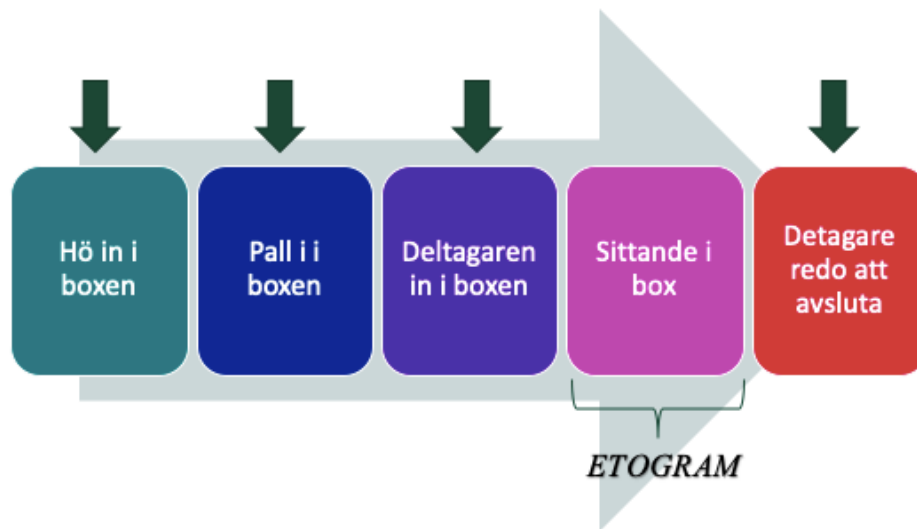 Hö in i
boxen
Pall i i
boxen
Deltagaren
in i boxen
Sittande i
box
Detagare
redo att
avsluta
ETOGRAM